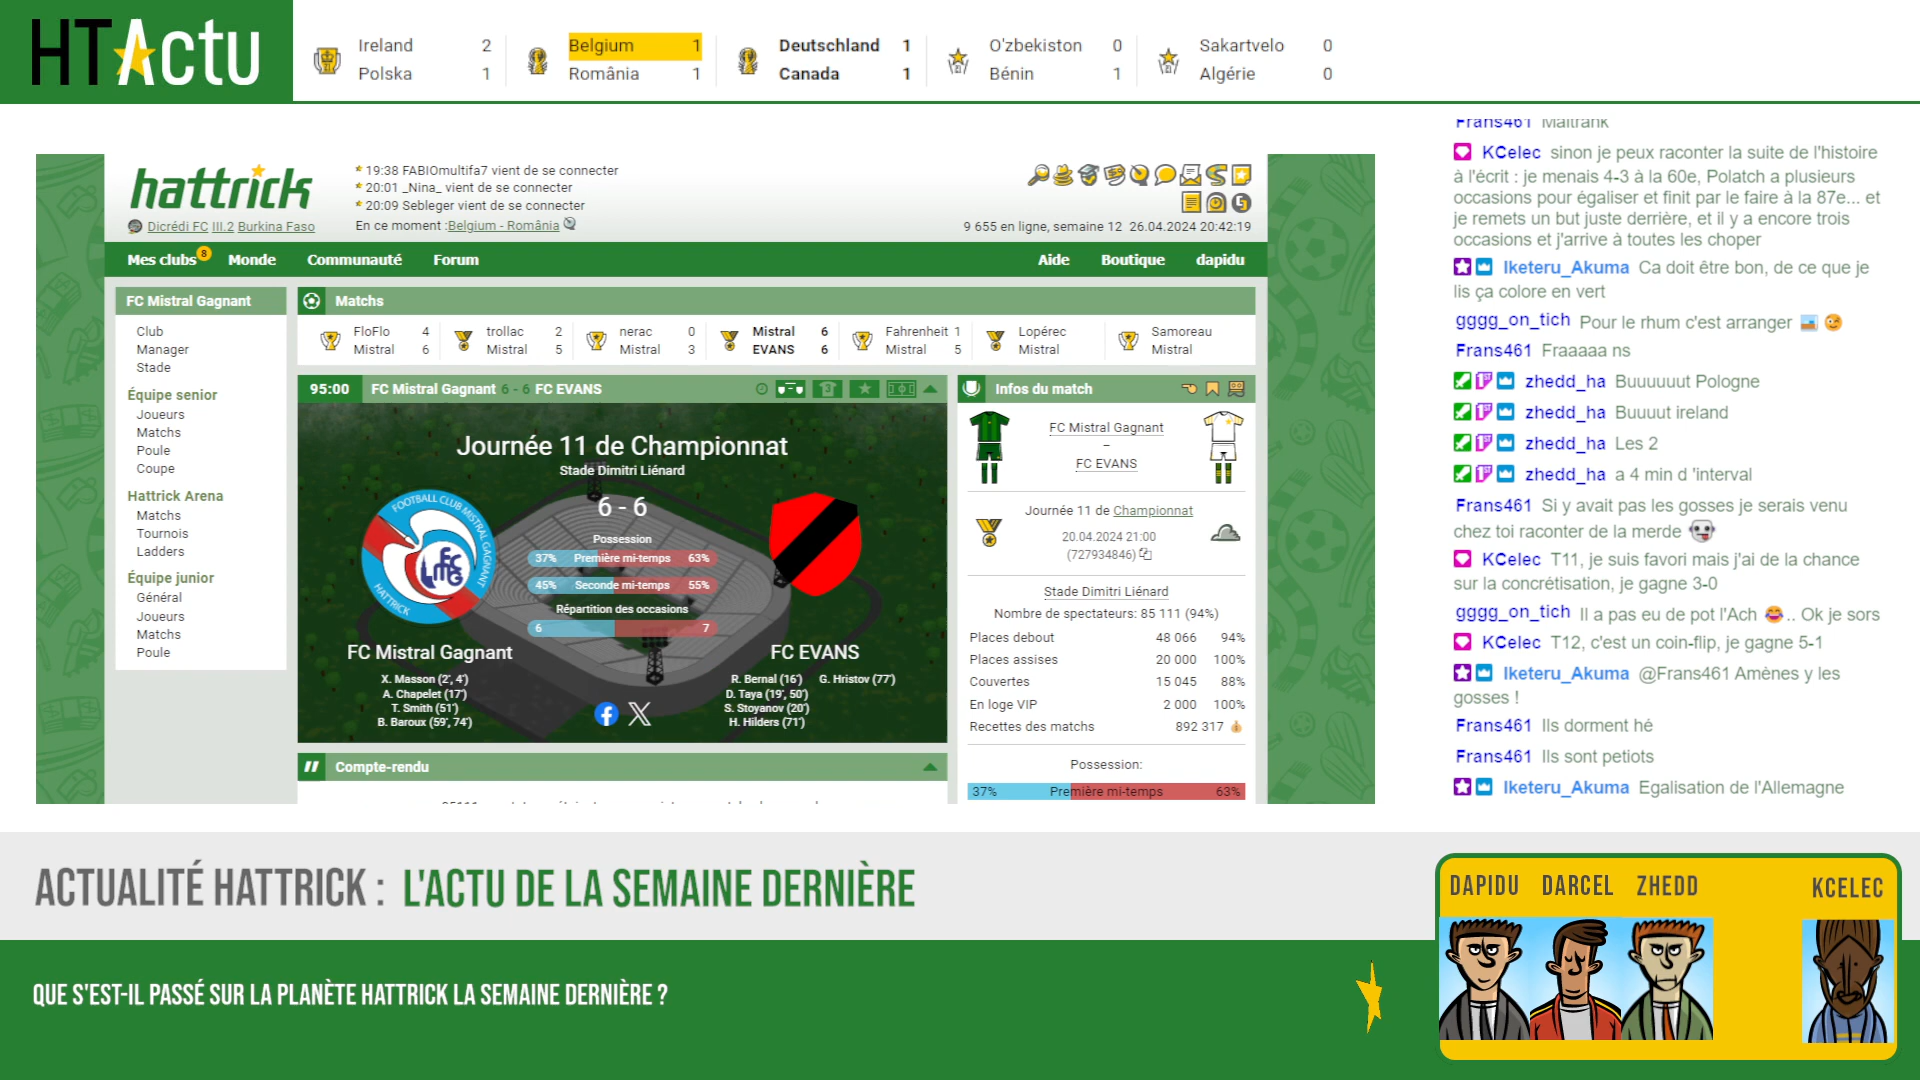 HT Actu
Ireland 2
Polska 1
Belgium 1
România 1
Deutschland 1
Canada 1
O'zbekiston 0
Bénin 1
Sakartvelo 0
Algérie 0
hattrick
19:38 FABIOmultifa7 vient de se connecter
20:01 _Nina_ vient de se connecter
20:09 Sebleger vient de se connecter
Dicrédi FC III.2 Burkina Faso
En ce moment :Belgium - România
9 655 en ligne, semaine 12 26.04.2024 20:42:19
Mes clubs 8 Monde Communauté Forum Aide Boutique dapidu
FC Mistral Gagnant
Club
Manager
Stade
Équipe senior
Joueurs
Matchs
Poule
Coupe
Hattrick Arena
Matchs
Tournois
Ladders
Équipe junior
Général
Joueurs
Matchs
Poule
Matchs
FloFlo 4
Mistral 6
trollac 2
Mistral 5
nerac 0
Mistral 3
Mistral 6
EVANS 6
Fahrenheit 1
Mistral 5
Lopérec
Mistral
Samoreau
Mistral
95:00 FC Mistral Gagnant 6 - 6 FC EVANS
3
Journée 11 de Championnat
Stade Dimitri Liénard
6 - 6
Possession
37% Première mi-temps 63%
45% Seconde mi-temps 55%
Répartition des occasions
6 7
FOOTBALL CLUB MISTRAL GAGNANT
HATTRICK
FC Mistral Gagnant
X. Masson (2', 4')
A. Chapelet (17')
T. Smith (51')
B. Baroux (59', 74')
FC EVANS
R. Bernal (16') G. Hristov (77')
D. Taya (19', 50')
S. Stoyanov (20')
H. Hilders (71')
Compte-rendu
Infos du match
FC Mistral Gagnant
–
FC EVANS
Journée 11 de Championnat
20.04.2024 21:00
(727934846)
Stade Dimitri Liénard
Nombre de spectateurs: 85 111 (94%)
Places debout 48 066 94%
Places assises 20 000 100%
Couvertes 15 045 88%
En loge VIP 2 000 100%
Recettes des matchs 892 317
Possession:
37% Première mi-temps 63%
Frans461 Maitrank
KCelec sinon je peux raconter la suite de l'histoire
à l'écrit : je menais 4-3 à la 60e, Polatch a plusieurs
occasions pour égaliser et finit par le faire à la 87e... et
je remets un but juste derrière, et il y a encore trois
occasions et j'arrive à toutes les choper
Iketeru_Akuma Ca doit être bon, de ce que je
lis ça colore en vert
gggg_on_tich Pour le rhum c'est arranger
Frans461 Fraaaaa ns
zhedd_ha Buuuuuut Pologne
zhedd_ha Buuuut ireland
zhedd_ha Les 2
zhedd_ha a 4 min d 'interval
Frans461 Si y avait pas les gosses je serais venu
chez toi raconter de la merde
KCelec T11, je suis favori mais j'ai de la chance
sur la concrétisation, je gagne 3-0
gggg_on_tich Il a pas eu de pot l'Ach .. Ok je sors
KCelec T12, c'est un coin-flip, je gagne 5-1
Iketeru_Akuma @Frans461 Amènes y les
gosses !
Frans461 Ils dorment hé
Frans461 Ils sont petiots
Iketeru_Akuma Egalisation de l'Allemagne
ACTUALITÉ HATTRICK : L'ACTU DE LA SEMAINE DERNIÈRE
QUE S'EST-IL PASSÉ SUR LA PLANÈTE HATTRICK LA SEMAINE DERNIÈRE ?
DAPIDU DARCEL ZHEDD KCELEC